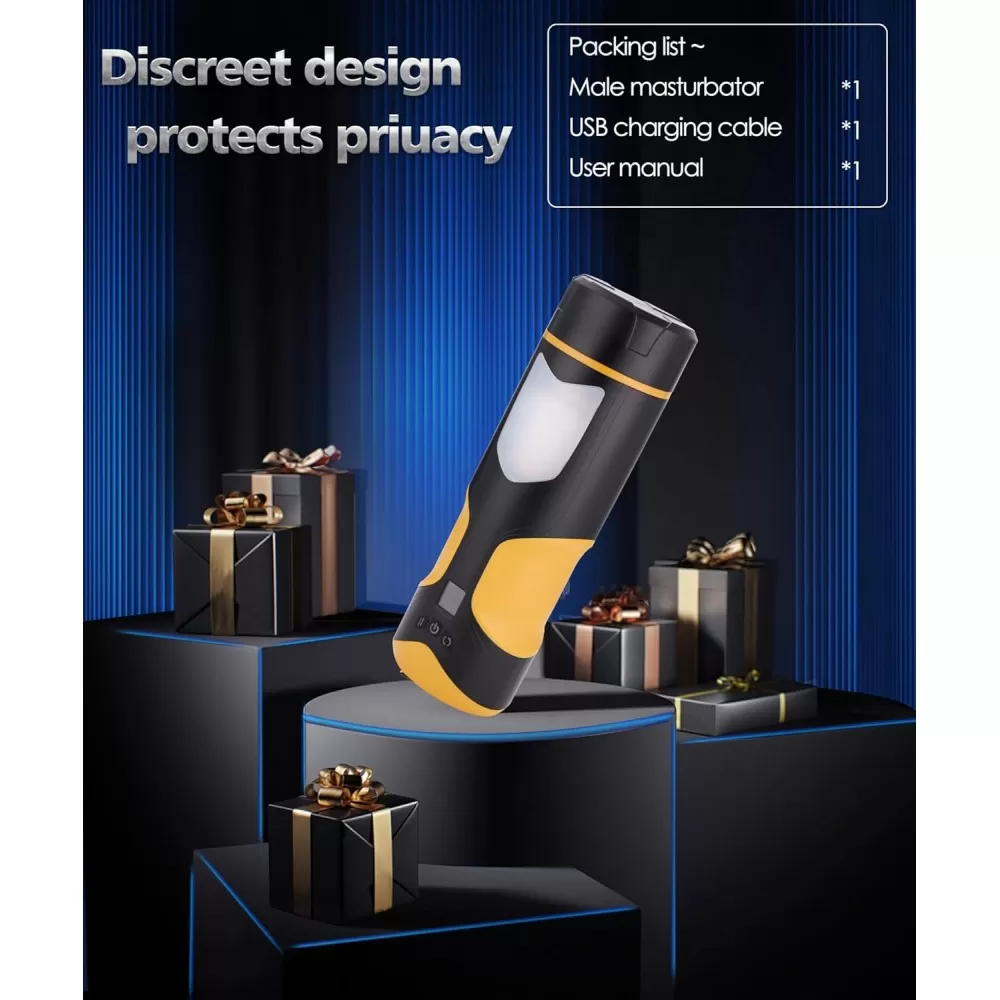 Discreet design
protects priuacy
Packing list ~
Male masturbator *1
USB charging cable *1
User manual *1